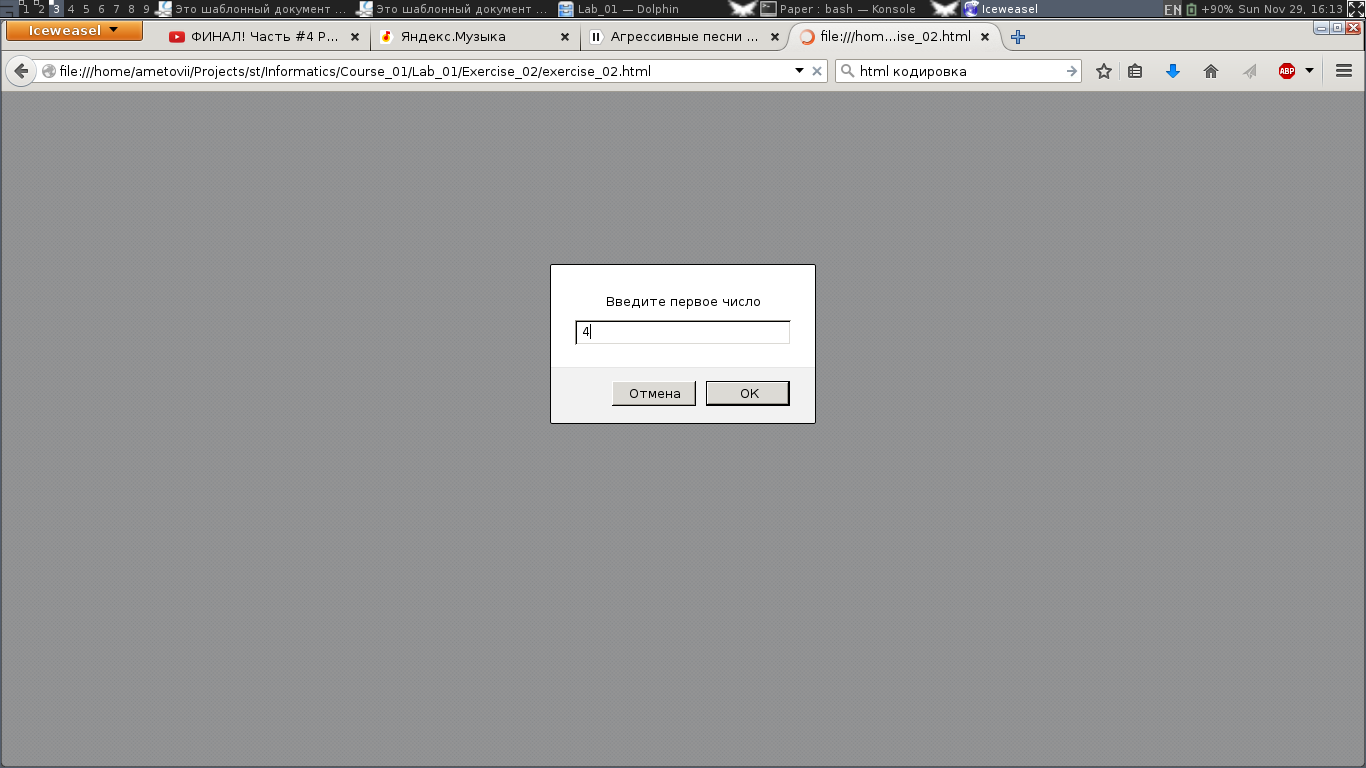 1 2 3 4 5 6 7 8 9 Это шаблонный документ ... Это шаблонный документ ... Lab_01 — Dolphin Paper : bash — Konsole Iceweasel EN +90% Sun Nov 29, 16:13
Iceweasel ФИНАЛ! Часть #4 P... Яндекс.Музыка Агрессивные песни ... file:///hom...ise_02.html
file:///home/ametovii/Projects/st/Informatics/Course_01/Lab_01/Exercise_02/exercise_02.html html кодировка ABP
Введите первое число
4
Отмена OK